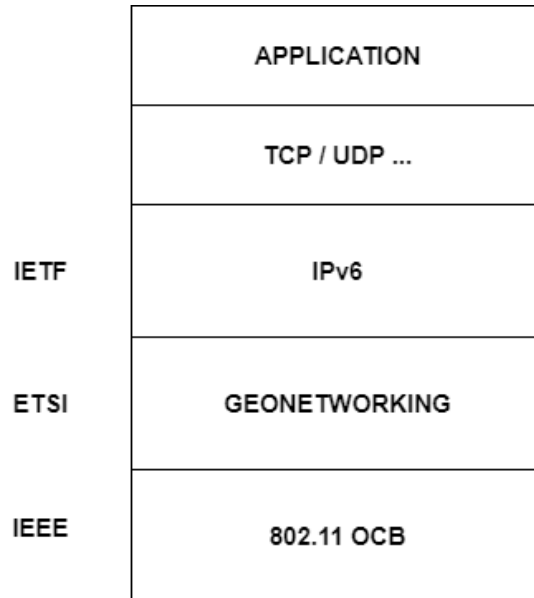 APPLICATION
TCP / UDP ...
IETF IPv6
ETSI GEONETWORKING
IEEE 802.11 OCB